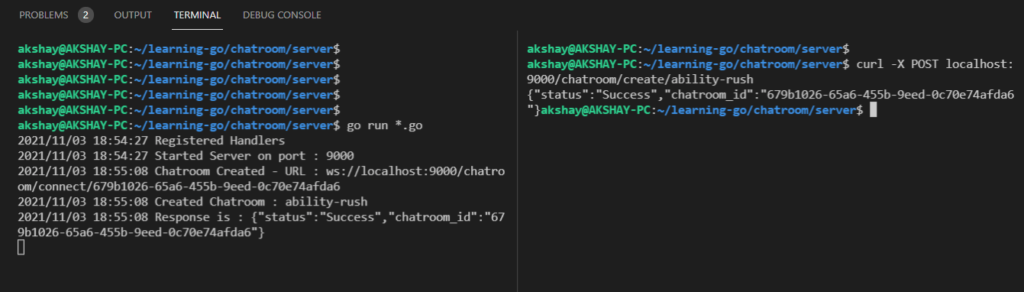 PROBLEMS 2 OUTPUT TERMINAL DEBUG CONSOLE
akshay@AKSHAY-PC:~/learning-go/chatroom/server$
akshay@AKSHAY-PC:~/learning-go/chatroom/server$
akshay@AKSHAY-PC:~/learning-go/chatroom/server$
akshay@AKSHAY-PC:~/learning-go/chatroom/server$
akshay@AKSHAY-PC:~/learning-go/chatroom/server$
akshay@AKSHAY-PC:~/learning-go/chatroom/server$ go run *.go
2021/11/03 18:54:27 Registered Handlers
2021/11/03 18:54:27 Started Server on port : 9000
2021/11/03 18:55:08 Chatroom Created - URL : ws://localhost:9000/chatro
om/connect/679b1026-65a6-455b-9eed-0c70e74afda6
2021/11/03 18:55:08 Created Chatroom : ability-rush
2021/11/03 18:55:08 Response is : {"status":"Success","chatroom_id":"67
9b1026-65a6-455b-9eed-0c70e74afda6"}
akshay@AKSHAY-PC:~/learning-go/chatroom/server$
akshay@AKSHAY-PC:~/learning-go/chatroom/server$ curl -X POST localhost:
9000/chatroom/create/ability-rush
{"status":"Success","chatroom_id":"679b1026-65a6-455b-9eed-0c70e74afda6
"}akshay@AKSHAY-PC:~/learning-go/chatroom/server$